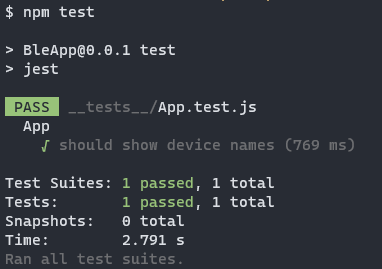 $ npm test
> BleApp@0.0.1 test
> jest
PASS __tests__/App.test.js
App
√ should show device names (769 ms)
Test Suites: 1 passed, 1 total
Tests: 1 passed, 1 total
Snapshots: 0 total
Time: 2.791 s
Ran all test suites.